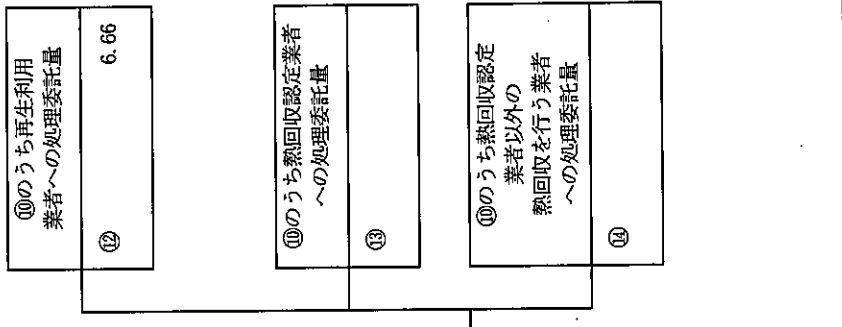 ⑩のうち再生利用
業者への処理委託量
⑫ 6.66
⑩のうち熱回収認定業者
への処理委託量
⑬
⑩のうち熱回収認定
業者以外の
熱回収を行う業者
への処理委託量
⑭